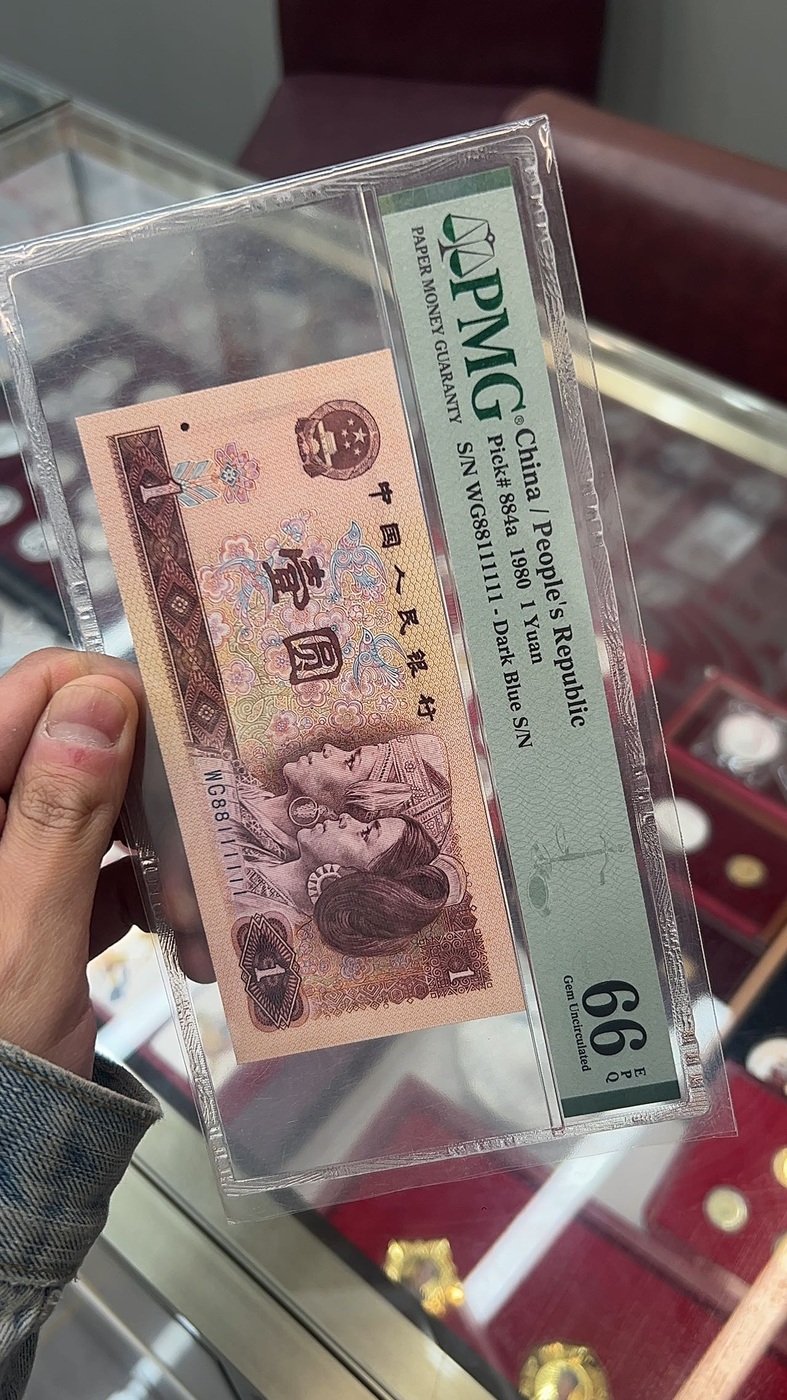 PMG®
PAPER MONEY GUARANTY
China / People's Republic
Pick# 884a 1980 1 Yuan
S/N WG88111111 - Dark Blue S/N
66
EPQ
Gem Uncirculated
中国人民银行
壹圆
1
WG88111111
1
1